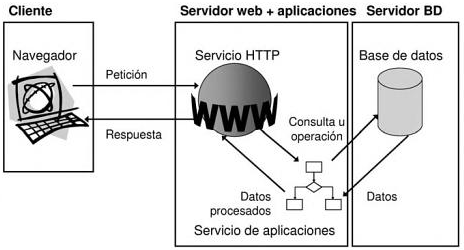 Cliente
Servidor web + aplicaciones
Servidor BD
Navegador
Servicio HTTP
Base de datos
Petición
WWW
Respuesta
Consulta u
operación
Datos
procesados
Datos
Servicio de aplicaciones